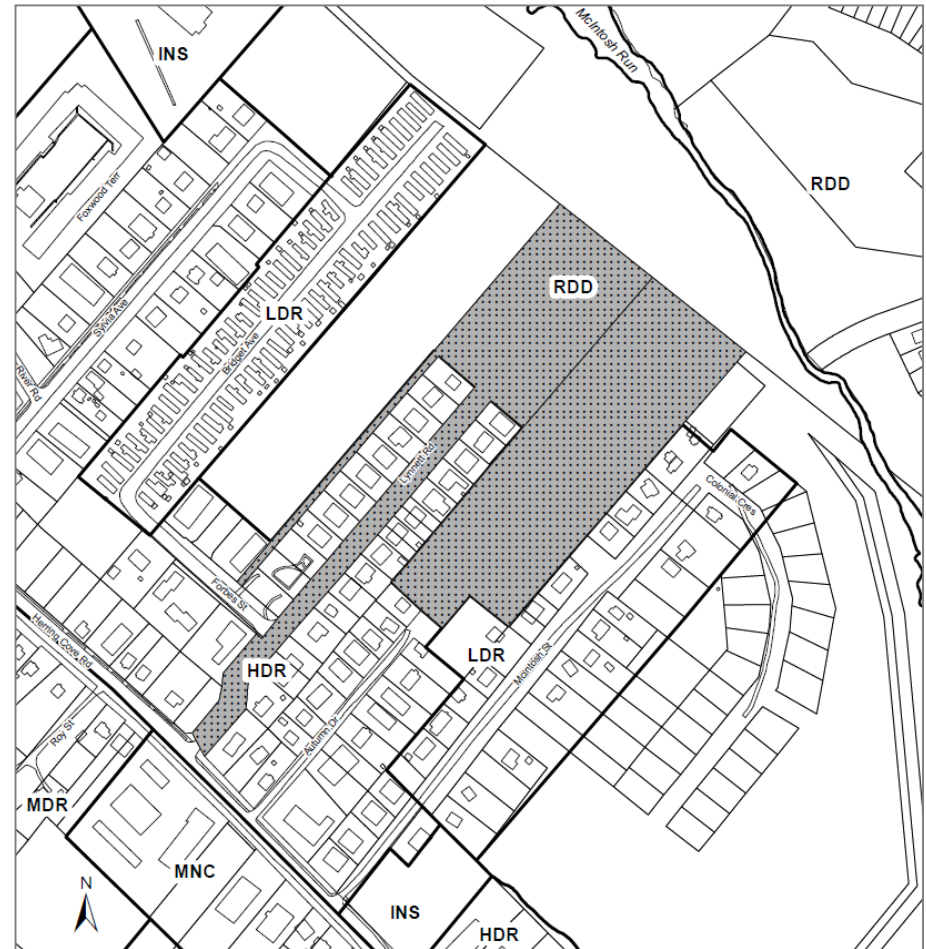 INS
McIntosh Run
RDD
Foxwood Terr
RDD
Sylvia Ave
LDR
Bridget Ave
River Rd
Lynnett Rd
Colonial Cres
Forbes St
Herring Cove Rd
HDR
LDR
McIntosh St
Autumn Dr
Roy St
MDR
MNC
N
INS
HDR